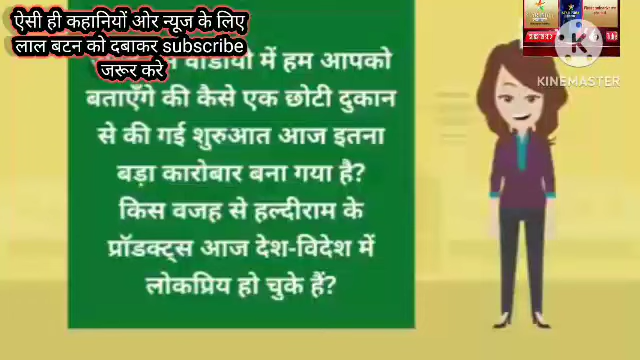 ऐसी ही कहानियों ओर न्यूज के लिए
लाल बटन को दबाकर subscribe
जरूर करे
वीडियो में हम आपको
बताएँगे की कैसे एक छोटी दुकान
से की गई शुरुआत आज इतना
बड़ा कारोबार बना गया है?
किस वजह से हल्दीराम के
प्रॉडक्ट्स आज देश-विदेश में
लोकप्रिय हो चुके हैं?
KINEMASTER